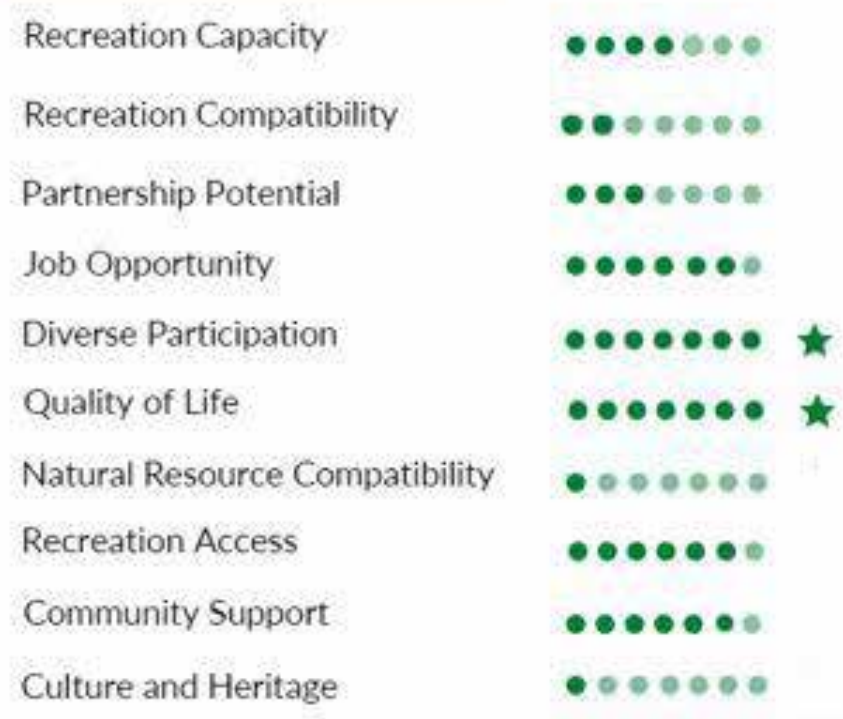 Recreation Capacity
Recreation Compatibility
Partnership Potential
Job Opportunity
Diverse Participation
Quality of Life
Natural Resource Compatibility
Recreation Access
Community Support
Culture and Heritage